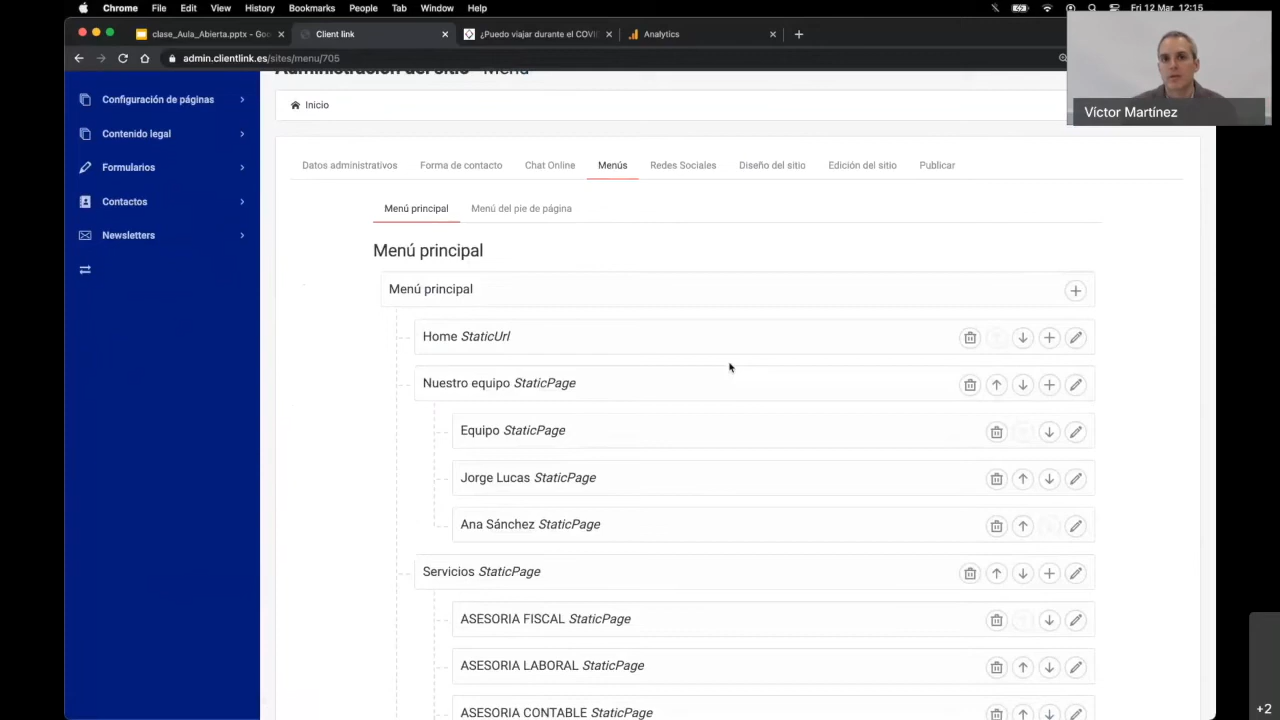 Chrome File Edit View History Bookmarks People Tab Window Help Fri 12 Mar 12:15
clase_Aula_Abierta.pptx - Goo
Client link
¿Puedo viajar durante el COVI
Analytics
admin.clientlink.es/sites/menu/705
Víctor Martínez
Administración del sitio - Menú
Configuración de páginas
Contenido legal
Formularios
Contactos
Newsletters
Inicio
Datos administrativos Forma de contacto Chat Online Menús Redes Sociales Diseño del sitio Edición del sitio Publicar
Menú principal Menú del pie de página
Menú principal
Menú principal
Home StaticUrl
Nuestro equipo StaticPage
Equipo StaticPage
Jorge Lucas StaticPage
Ana Sánchez StaticPage
Servicios StaticPage
ASESORIA FISCAL StaticPage
ASESORIA LABORAL StaticPage
ASESORIA CONTABLE StaticPage
+2